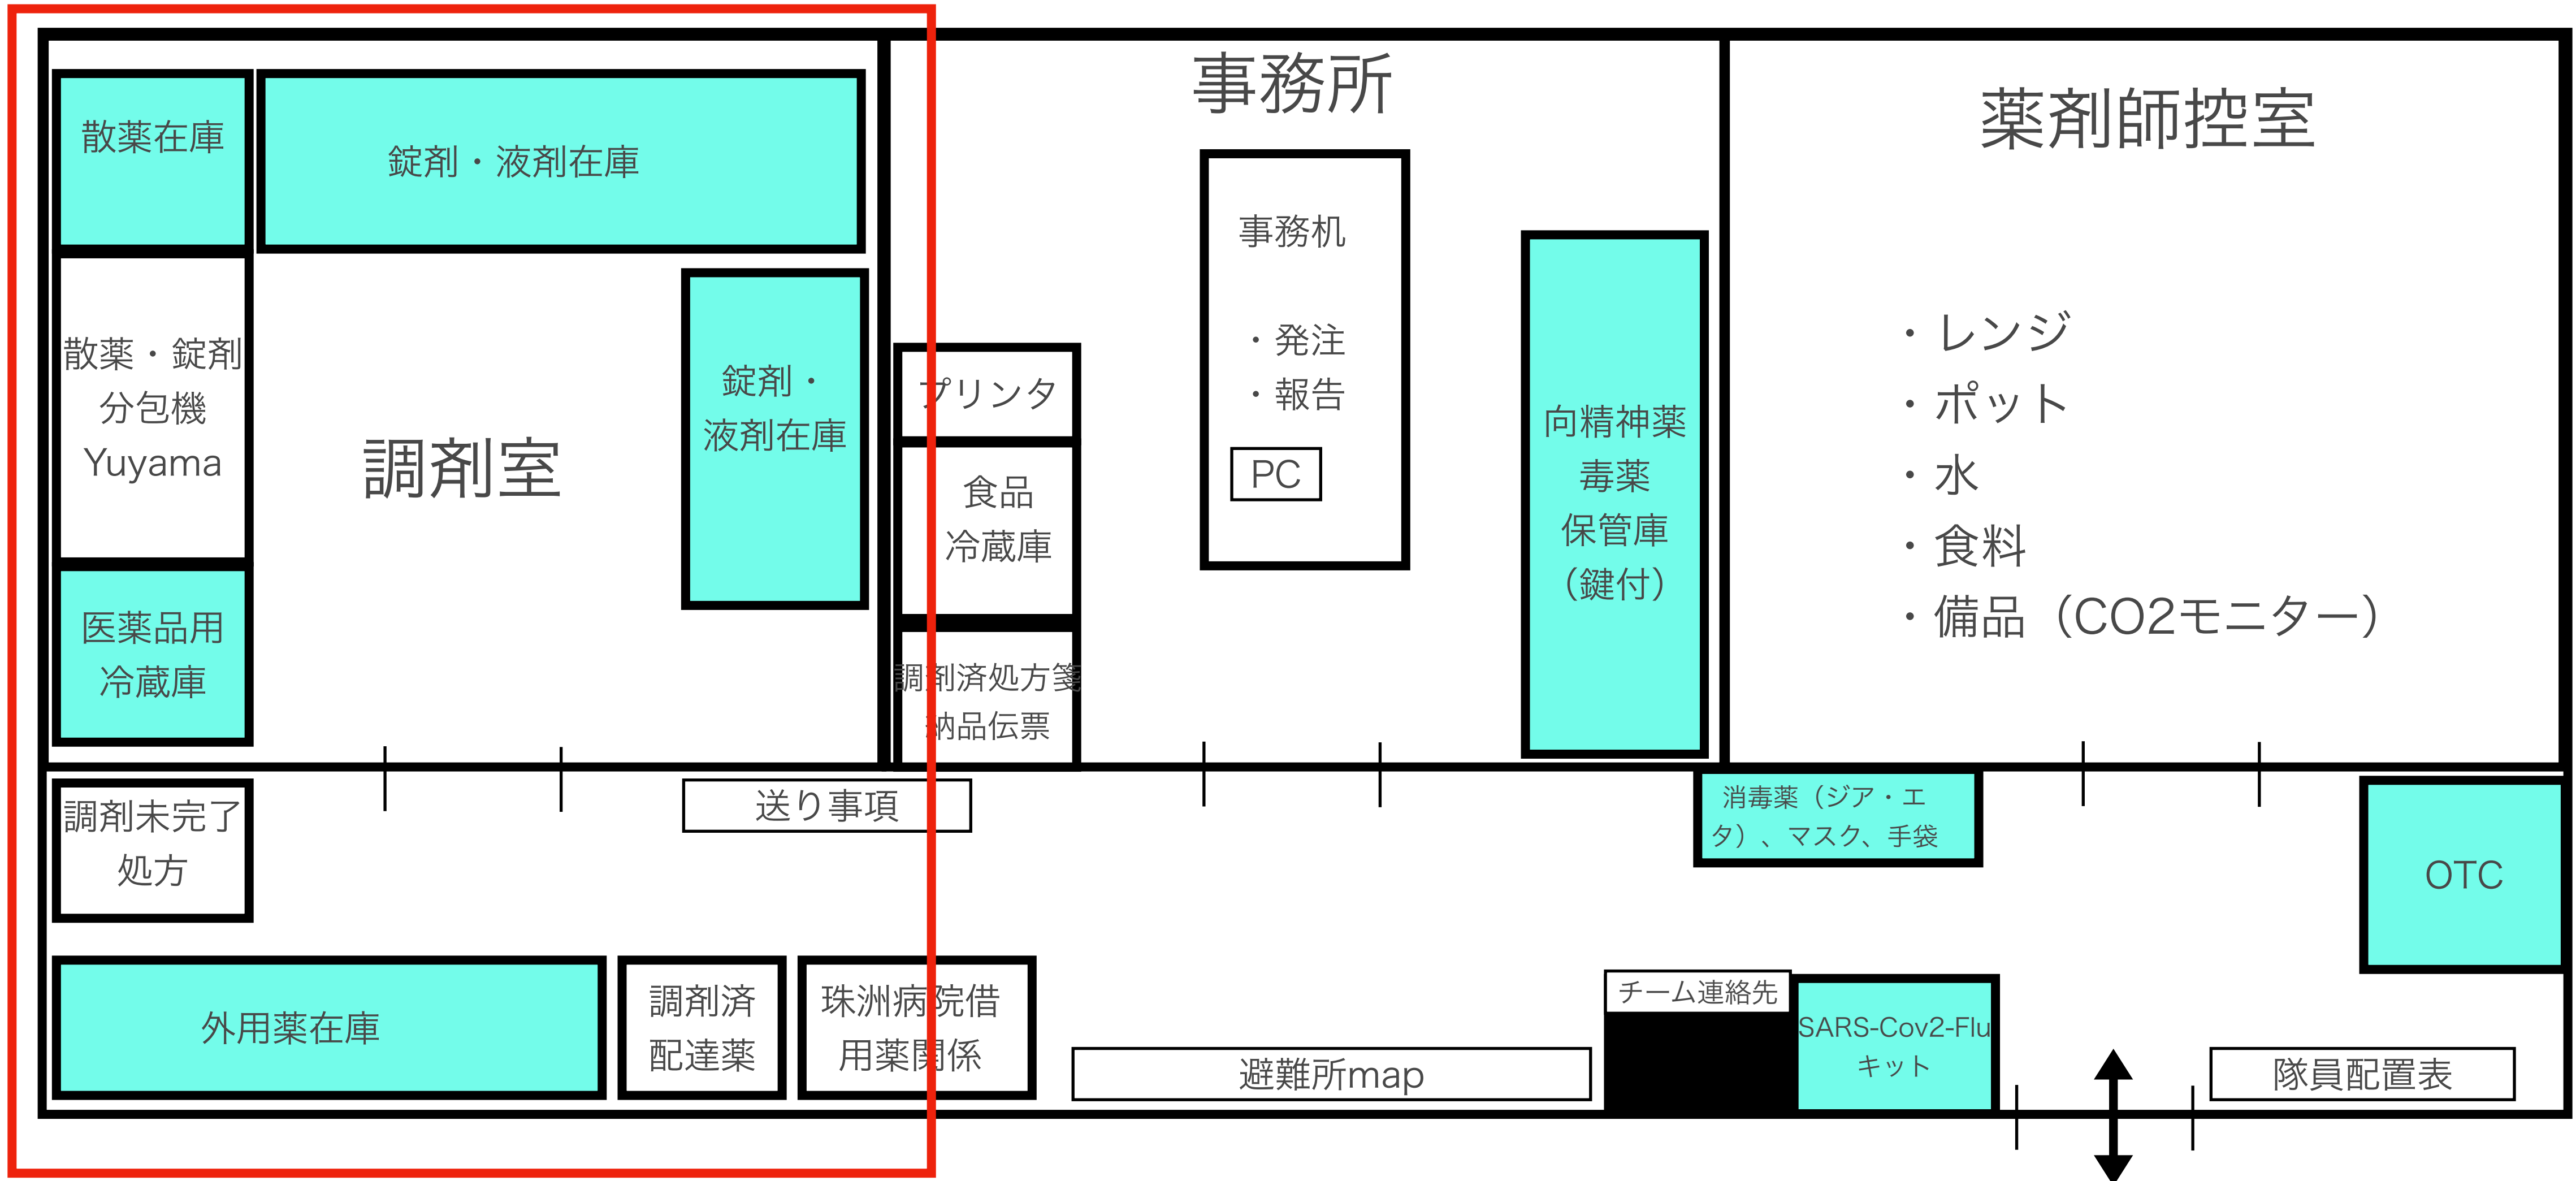 事務所
薬剤師控室
散薬在庫
錠剤・液剤在庫
散薬・錠剤
分包機
Yuyama
調剤室
錠剤・
液剤在庫
医薬品用
冷蔵庫
プリンタ
食品
冷蔵庫
調剤済処方箋
納品伝票
事務机
・発注
・報告
PC
向精神薬
毒薬
保管庫
（鍵付）
・レンジ
・ポット
・水
・食料
・備品（CO2モニター）
調剤未完了
処方
送り事項
消毒薬（ジア・エ
タ）、マスク、手袋
OTC
外用薬在庫
調剤済
配達薬
珠洲病院借
用薬関係
避難所map
チーム連絡先
SARS-Cov2-Flu
キット
隊員配置表